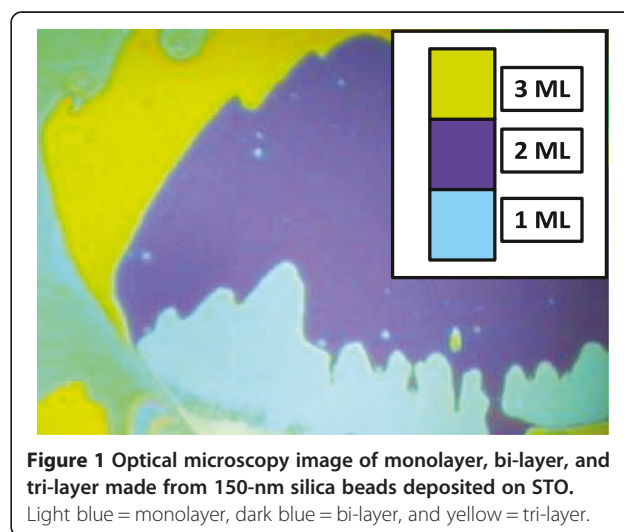 3 ML
2 ML
1 ML
Figure 1 Optical microscopy image of monolayer, bi-layer, and
tri-layer made from 150-nm silica beads deposited on STO.
Light blue = monolayer, dark blue = bi-layer, and yellow = tri-layer.